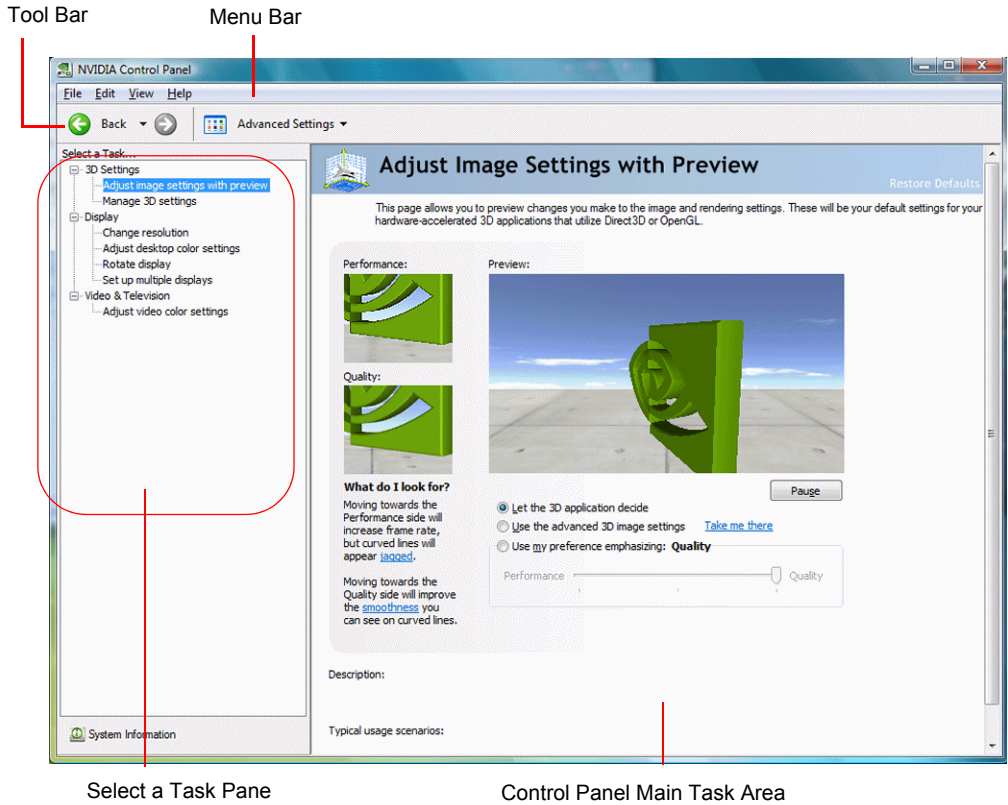 Tool Bar
Menu Bar
NVIDIA Control Panel
File Edit View Help
Back
Advanced Settings
Select a Task...
3D Settings
Adjust image settings with preview
Manage 3D settings
Display
Change resolution
Adjust desktop color settings
Rotate display
Set up multiple displays
Video & Television
Adjust video color settings
System Information
Adjust Image Settings with Preview
Restore Defaults
This page allows you to preview changes you make to the image and rendering settings. These will be your default settings for your
hardware-accelerated 3D applications that utilize Direct3D or OpenGL.
Performance:
Quality:
What do I look for?
Moving towards the
Performance side will
increase frame rate,
but curved lines will
appear jagged.
Moving towards the
Quality side will improve
the smoothness you
can see on curved lines.
Preview:
Pause
Let the 3D application decide
Use the advanced 3D image settings Take me there
Use my preference emphasizing: Quality
Performance Quality
Description:
Typical usage scenarios:
Select a Task Pane
Control Panel Main Task Area